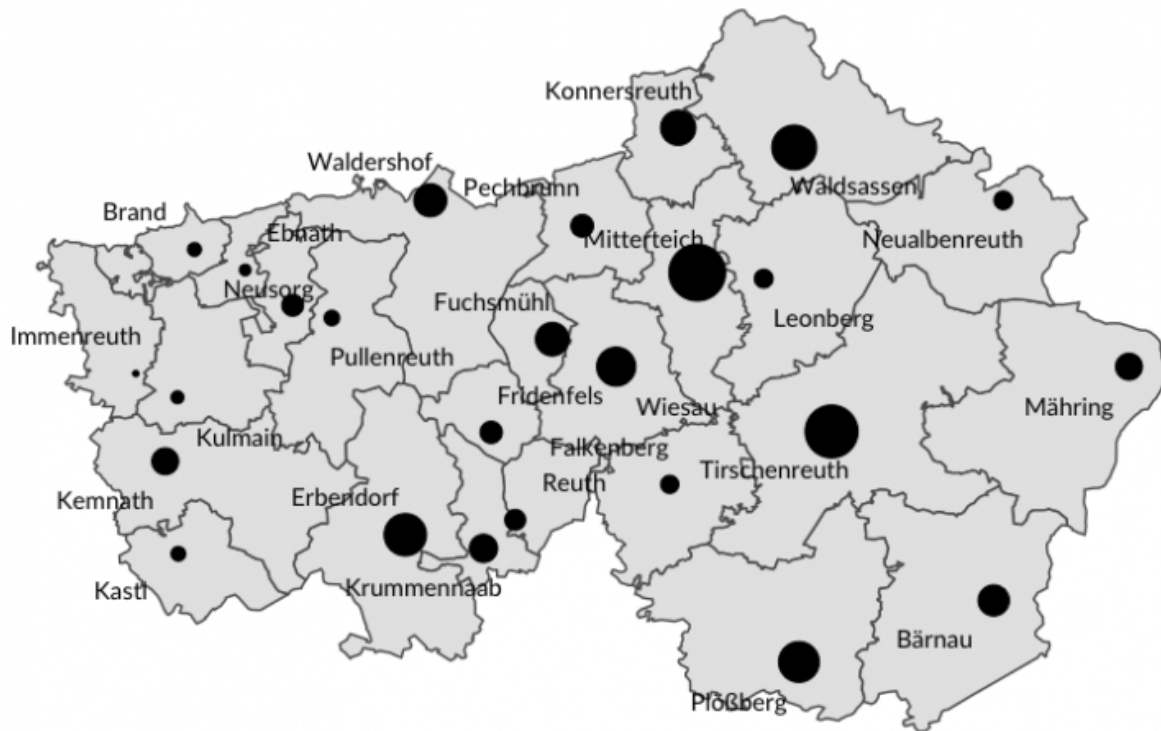 Konnersreuth
Waldershof
Pechbrunn
Waldsassen
Brand
Ebnath
Mitterteich
Neualbenreuth
Neusorg
Fuchsmühl
Leonberg
Immenreuth
Pullenreuth
Fridenfels
Wiesau
Mähring
Kulmain
Falkenberg
Tirschenreuth
Reuth
Kemnath
Erbendorf
Kastl
Krummennaab
Bärnau
Plößberg